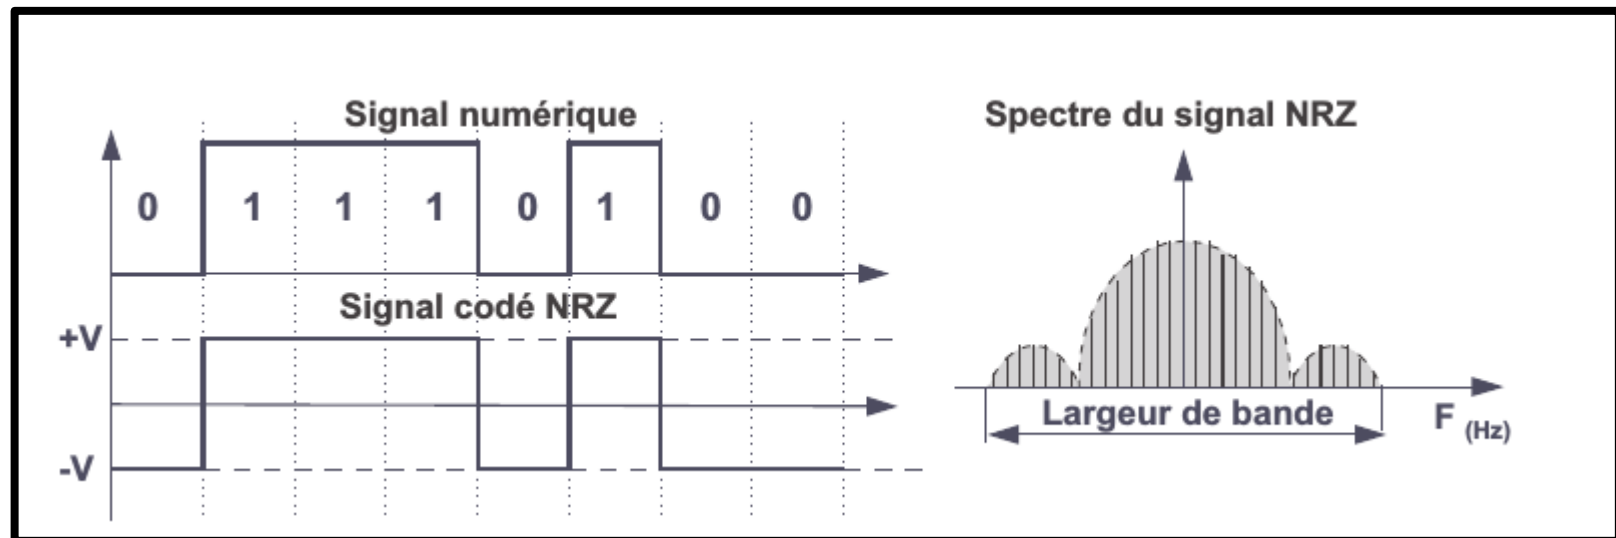 Signal numérique
0 1 1 1 0 1 0 0
Signal codé NRZ
+V
-V
Spectre du signal NRZ
Largeur de bande
F (Hz)